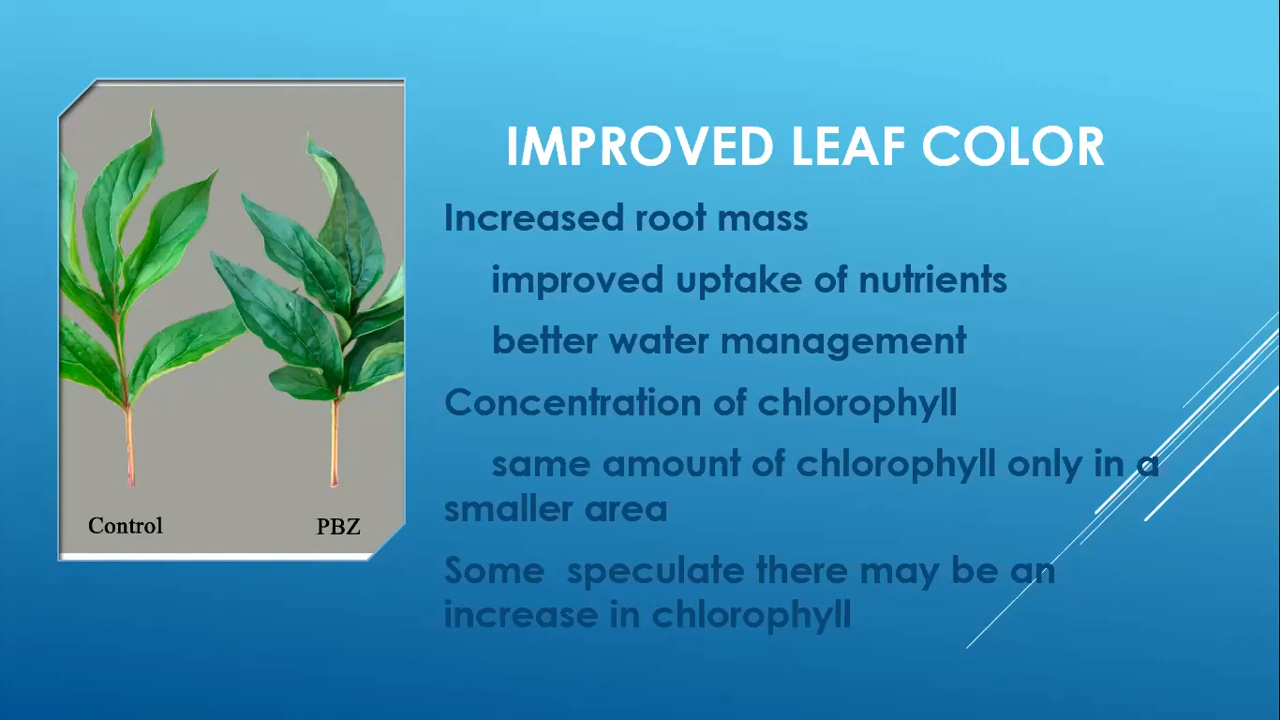 IMPROVED LEAF COLOR
Increased root mass
improved uptake of nutrients
better water management
Concentration of chlorophyll
same amount of chlorophyll only in a
smaller area
Some  speculate there may be an
increase in chlorophyll
Control
PBZ